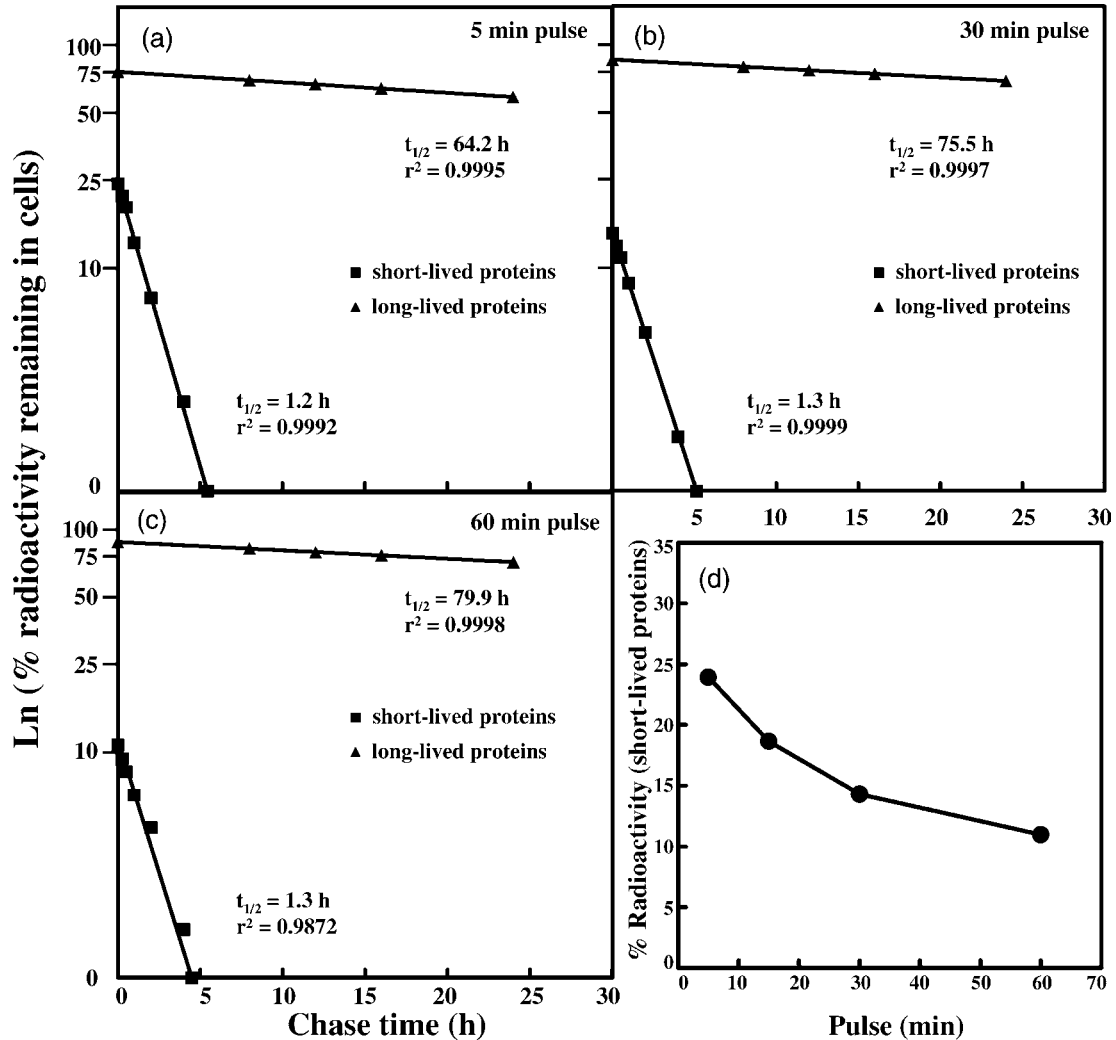 Ln (% radioactivity remaining in cells)
(a)
5 min pulse
100
75
50
25
10
0
t1/2 = 64.2 h
r2 = 0.9995
short-lived proteins
long-lived proteins
t1/2 = 1.2 h
r2 = 0.9992
(b)
30 min pulse
t1/2 = 75.5 h
r2 = 0.9997
short-lived proteins
long-lived proteins
t1/2 = 1.3 h
r2 = 0.9999
5 10 15 20 25 30
(c)
60 min pulse
100
75
50
25
10
0
t1/2 = 79.9 h
r2 = 0.9998
short-lived proteins
long-lived proteins
t1/2 = 1.3 h
r2 = 0.9872
0 5 10 15 20 25 30
Chase time (h)
(d)
% Radioactivity (short-lived proteins)
35
30
25
20
15
10
5
0
0 10 20 30 40 50 60 70
Pulse (min)